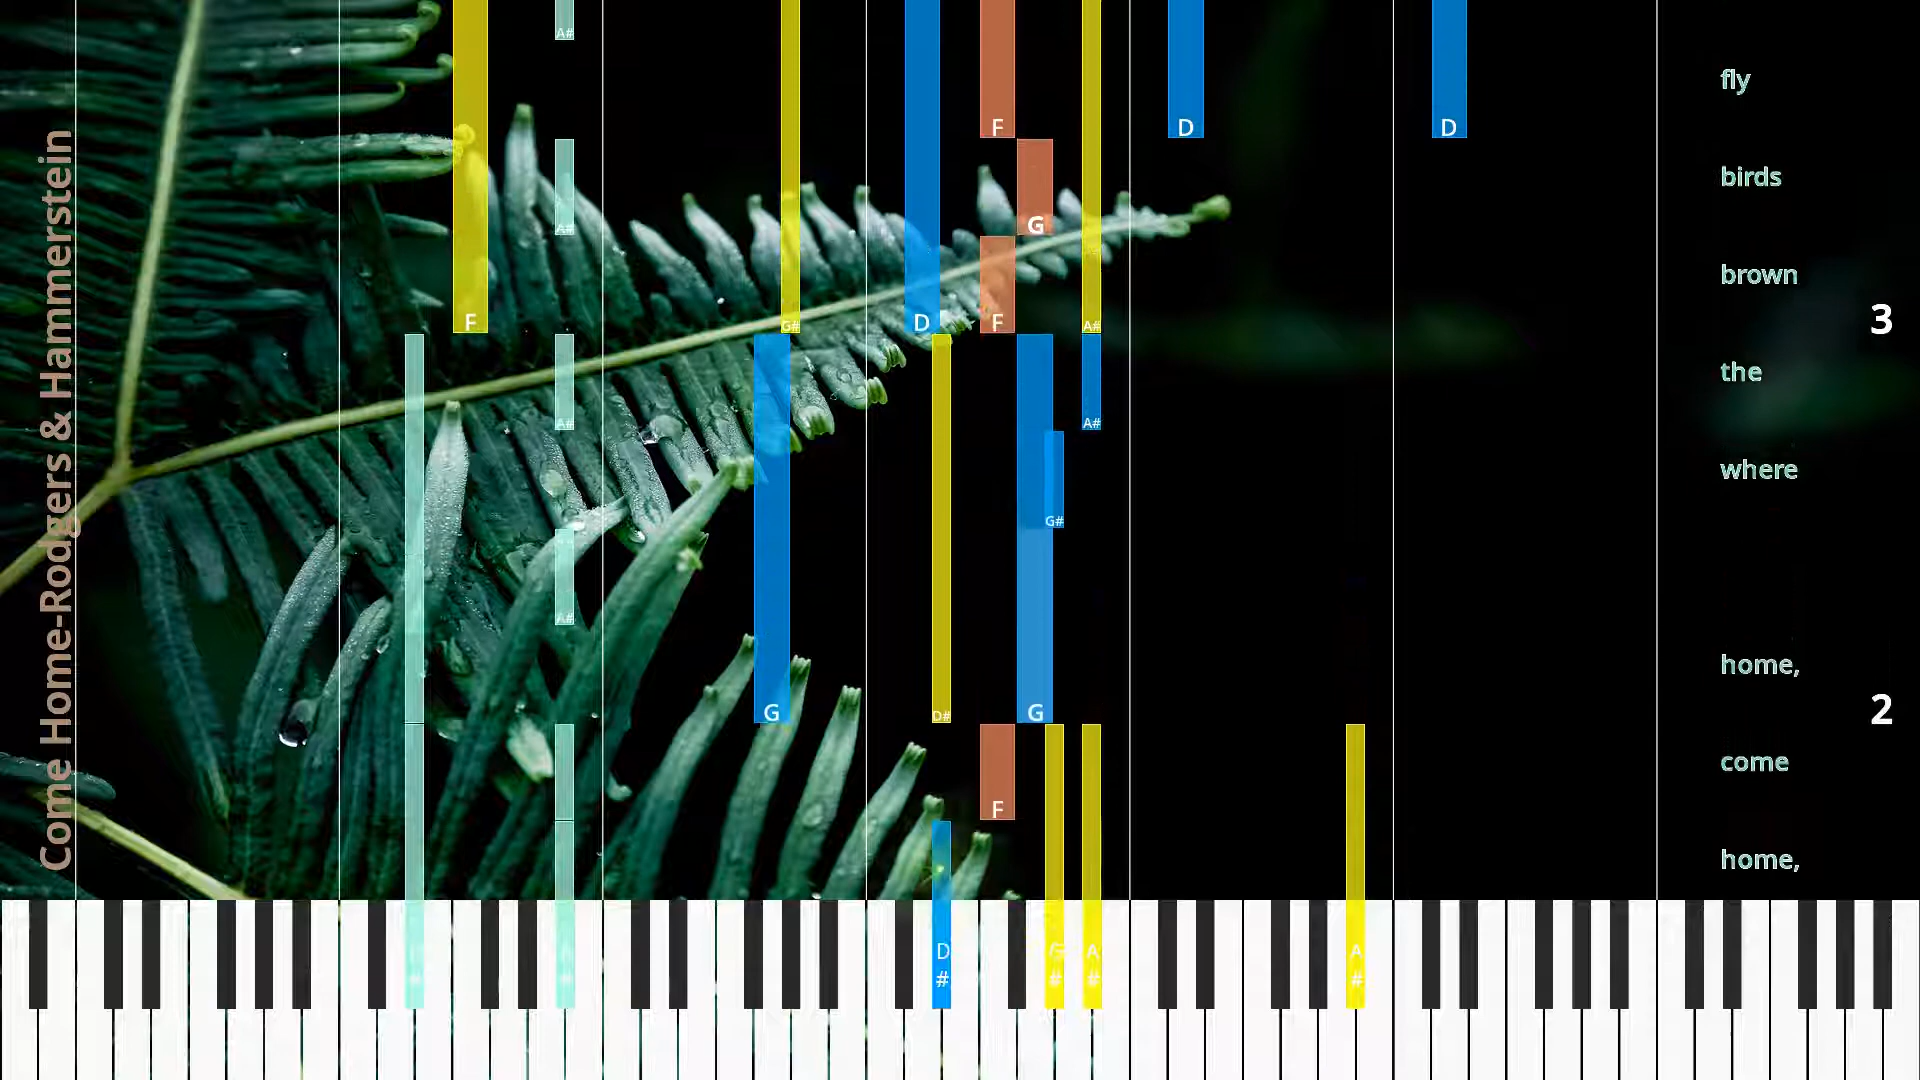 Come Home-Rodgers & Hammerstein
A#
F D D
fly
A# G
birds
F G# D F A#
brown
3
A# A#
the
G#
where
A#
home,
G D# G
2
F
come
home,
D# A# A#